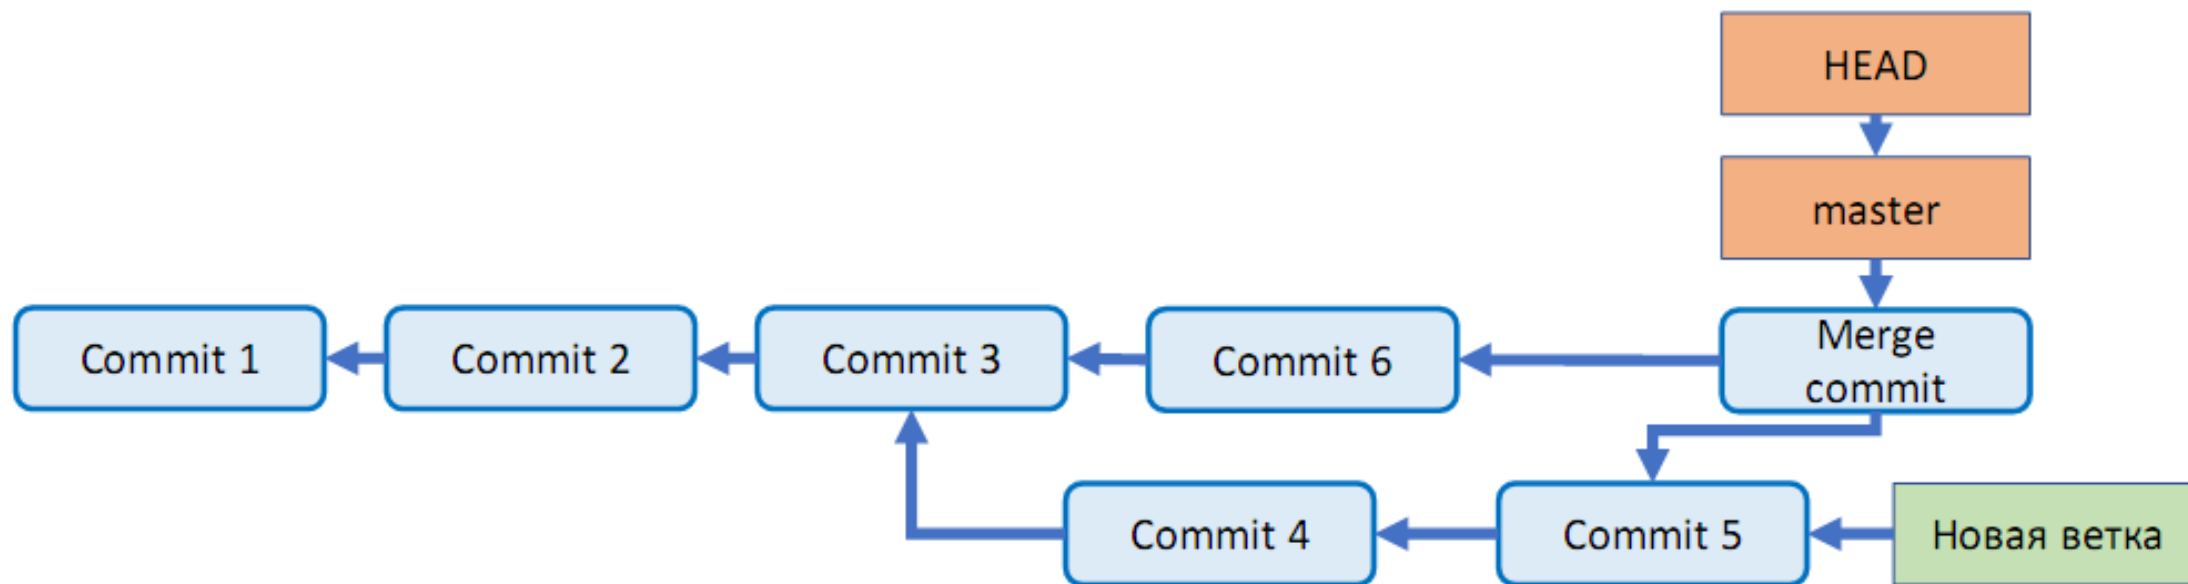 HEAD
master
Commit 1
Commit 2
Commit 3
Commit 6
Merge
commit
Commit 4
Commit 5
Новая ветка